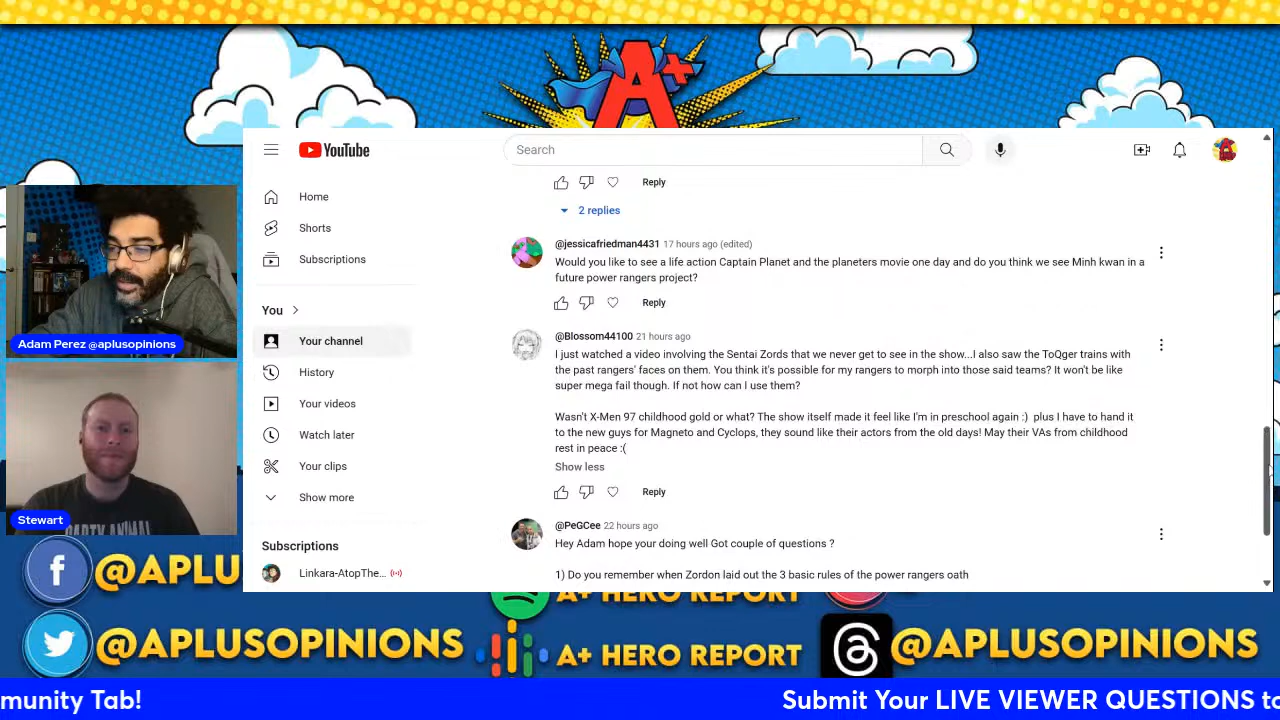 A+
YouTube
Search
Home
Shorts
Subscriptions
You
Your channel
History
Your videos
Watch later
Your clips
Show more
Subscriptions
Linkara-AtopThe...
Reply
2 replies
@jessicafriedman4431 17 hours ago (edited)
Would you like to see a life action Captain Planet and the planeters movie one day and do you think we see Minh kwan in a
future power rangers project?
Reply
@Blossom44100 21 hours ago
I just watched a video involving the Sentai Zords that we never get to see in the show...I also saw the ToQger trains with
the past rangers' faces on them. You think it's possible for my rangers to morph into those said teams? It won't be like
super mega fail though. If not how can I use them?
Wasn't X-Men 97 childhood gold or what? The show itself made it feel like I'm in preschool again :) plus I have to hand it
to the new guys for Magneto and Cyclops, they sound like their actors from the old days! May their VAs from childhood
rest in peace :(
Show less
Reply
@PeGCee 22 hours ago
Hey Adam hope your doing well Got couple of questions ?
1) Do you remember when Zordon laid out the 3 basic rules of the power rangers oath
Adam Perez @aplusopinions
PARTY ANIMAL
Stewart
@APLU
A+ HERO REPORT
@APLUSOPINIONS
A+ HERO REPORT
@APLUSOPINIONS
munity Tab!
Submit Your LIVE VIEWER QUESTIONS to